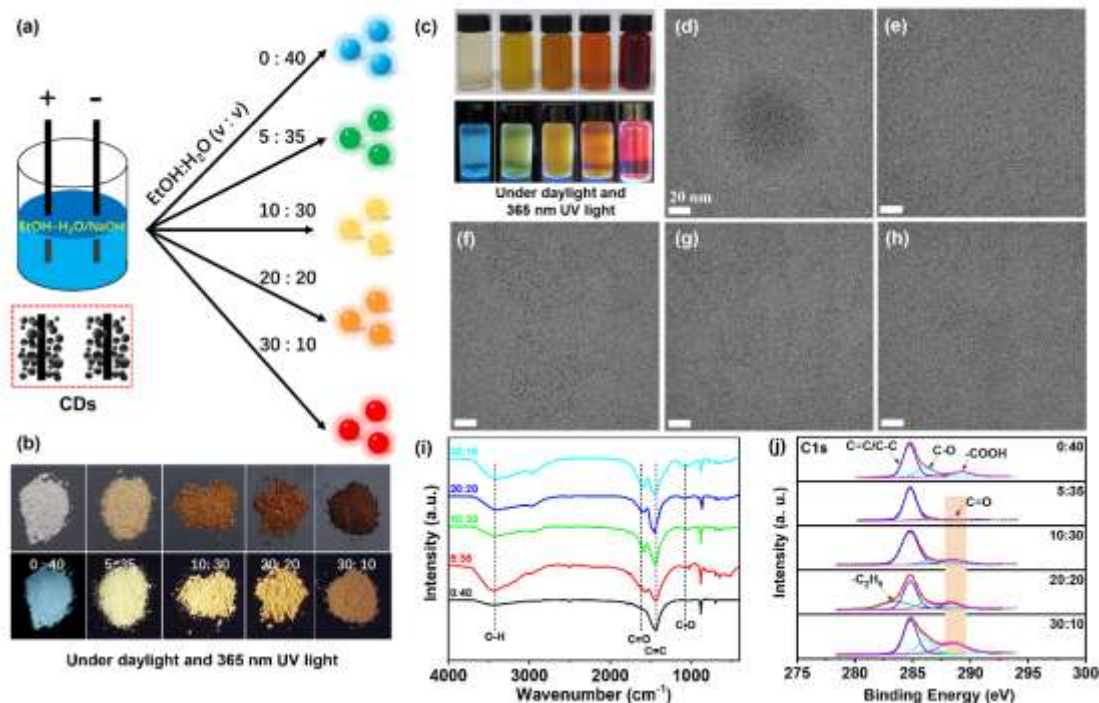 (a)
0 : 40
5 : 35
10 : 30
20 : 20
30 : 10
EtOH:H₂O (v : v)
+ -
EtOH-H₂O/NaOH
CDs
(b)
0 :40
5:35
10:30
20:20
30: 10
Under daylight and 365 nm UV light
(c)
Under daylight and
365 nm UV light
(d)
20 nm
(e)
(f)
(g)
(h)
(i)
20:20
10:30
5:35
0:40
O-H
C=O
C=C
C-O
4000 3000 2000 1000
Wavenumber (cm⁻¹)
Intensity (a.u.)
(j)
C1s
C=C/C-C
C-O
-COOH
0:40
5:35
C=O
10:30
20:20
30:10
275 280 285 290 295 300
Binding Energy (eV)
Intensity (a. u.)